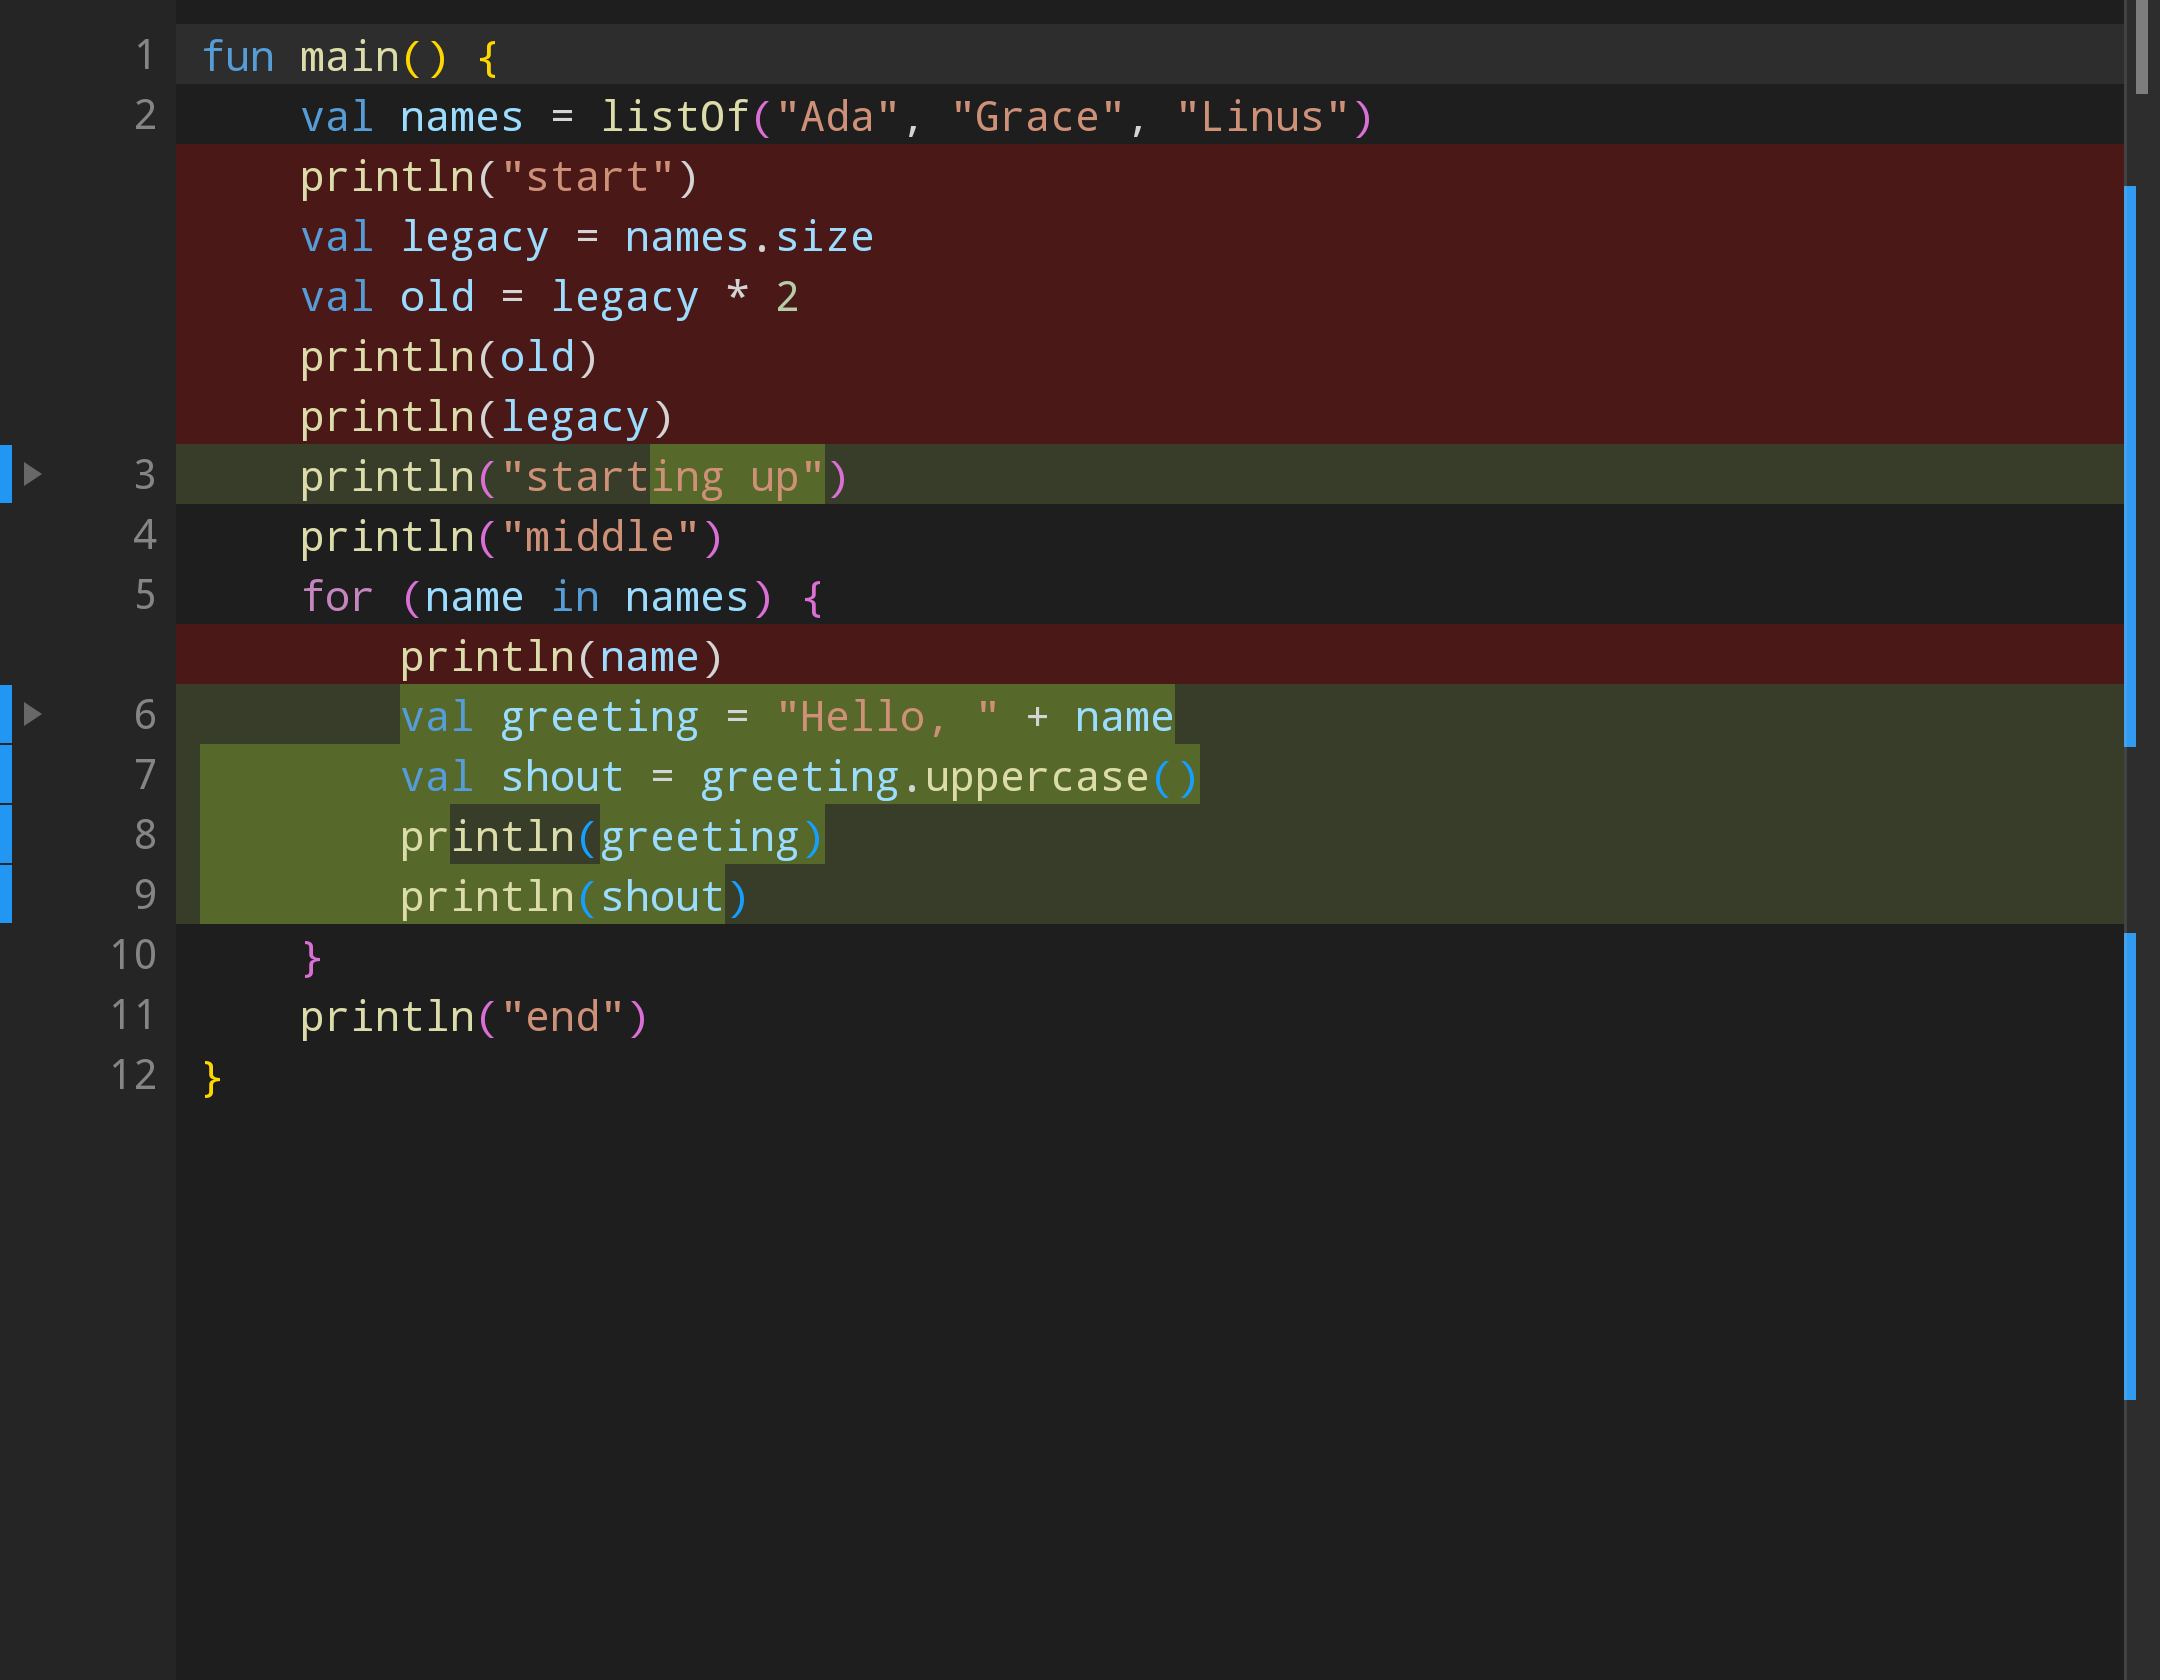 1 fun main() {
2     val names = listOf("Ada", "Grace", "Linus")
    println("start")
    val legacy = names.size
    val old = legacy * 2
    println(old)
    println(legacy)
3     println("starting up")
4     println("middle")
5     for (name in names) {
        println(name)
6         val greeting = "Hello, " + name
7         val shout = greeting.uppercase()
8         println(greeting)
9         println(shout)
10     }
11     println("end")
12 }